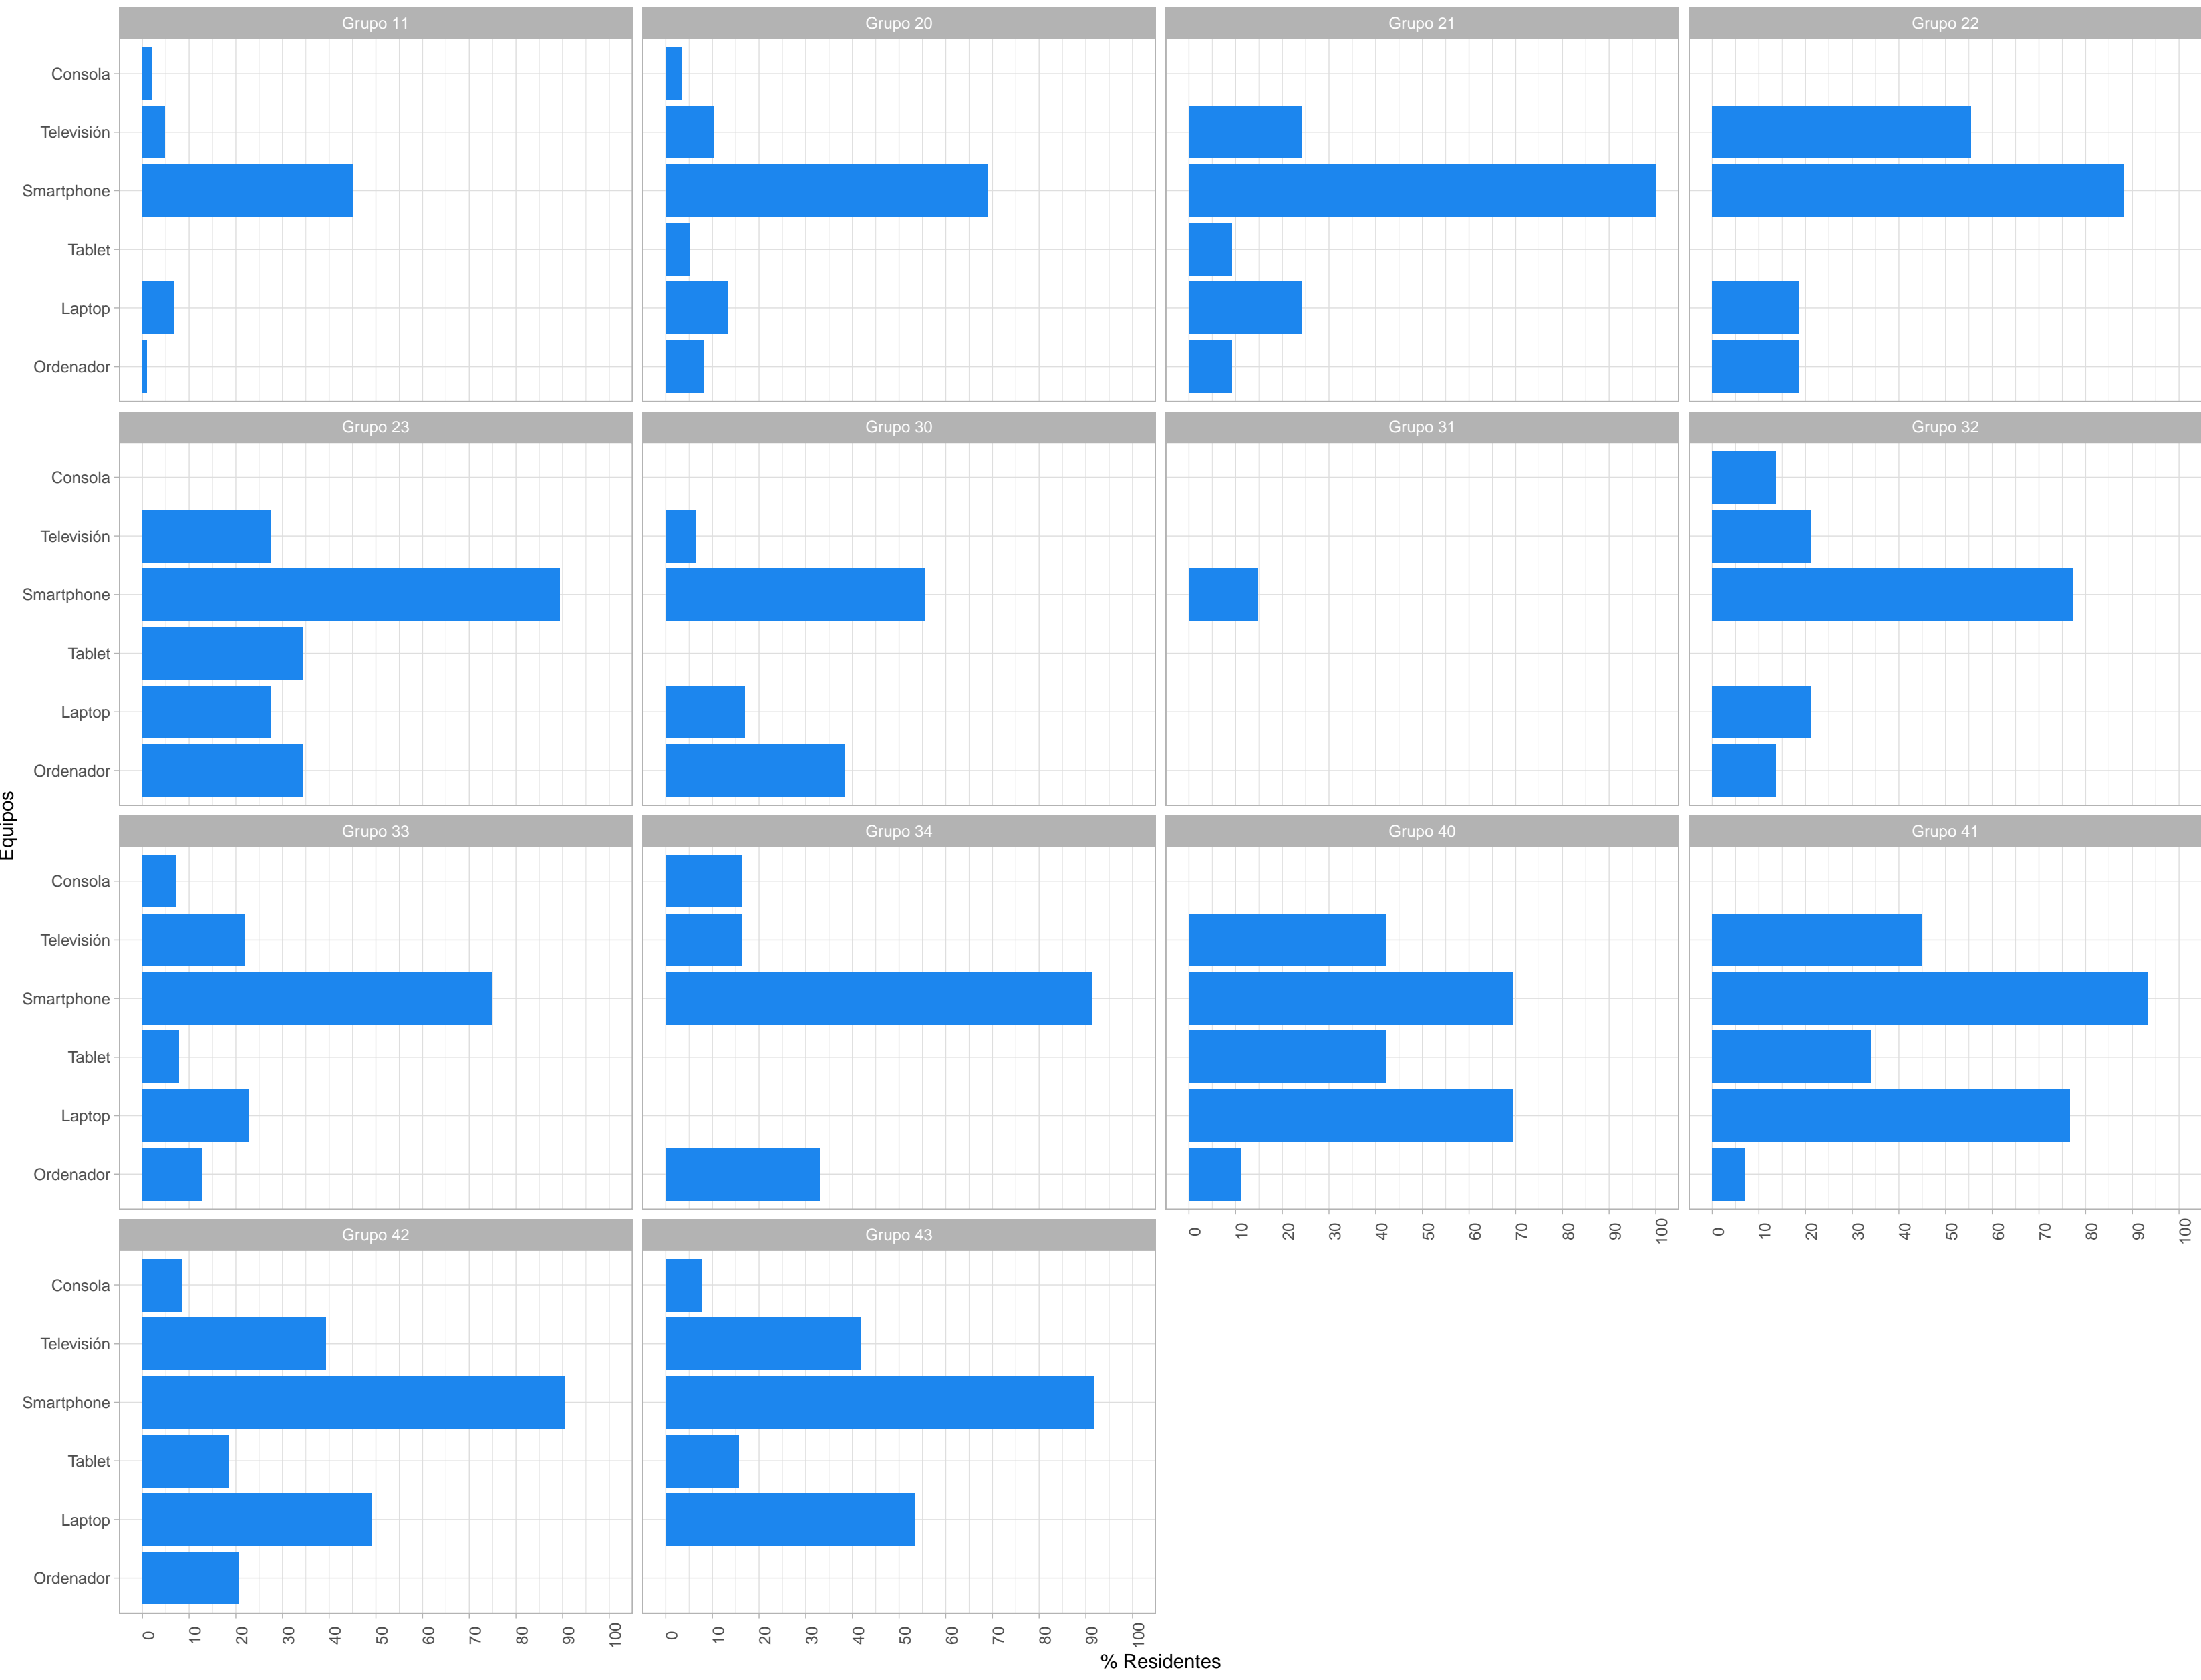 Grupo 11 Grupo 20 Grupo 21 Grupo 22
Consola
Televisión
Smartphone
Tablet
Laptop
Ordenador
Grupo 23 Grupo 30 Grupo 31 Grupo 32
Consola
Televisión
Smartphone
Tablet
Laptop
Ordenador
Equipos
Grupo 33 Grupo 34 Grupo 40 Grupo 41
Consola
Televisión
Smartphone
Tablet
Laptop
Ordenador
0 10 20 30 40 50 60 70 80 90 100 0 10 20 30 40 50 60 70 80 90 100
Grupo 42 Grupo 43
Consola
Televisión
Smartphone
Tablet
Laptop
Ordenador
0 10 20 30 40 50 60 70 80 90 100 0 10 20 30 40 50 60 70 80 90 100
% Residentes